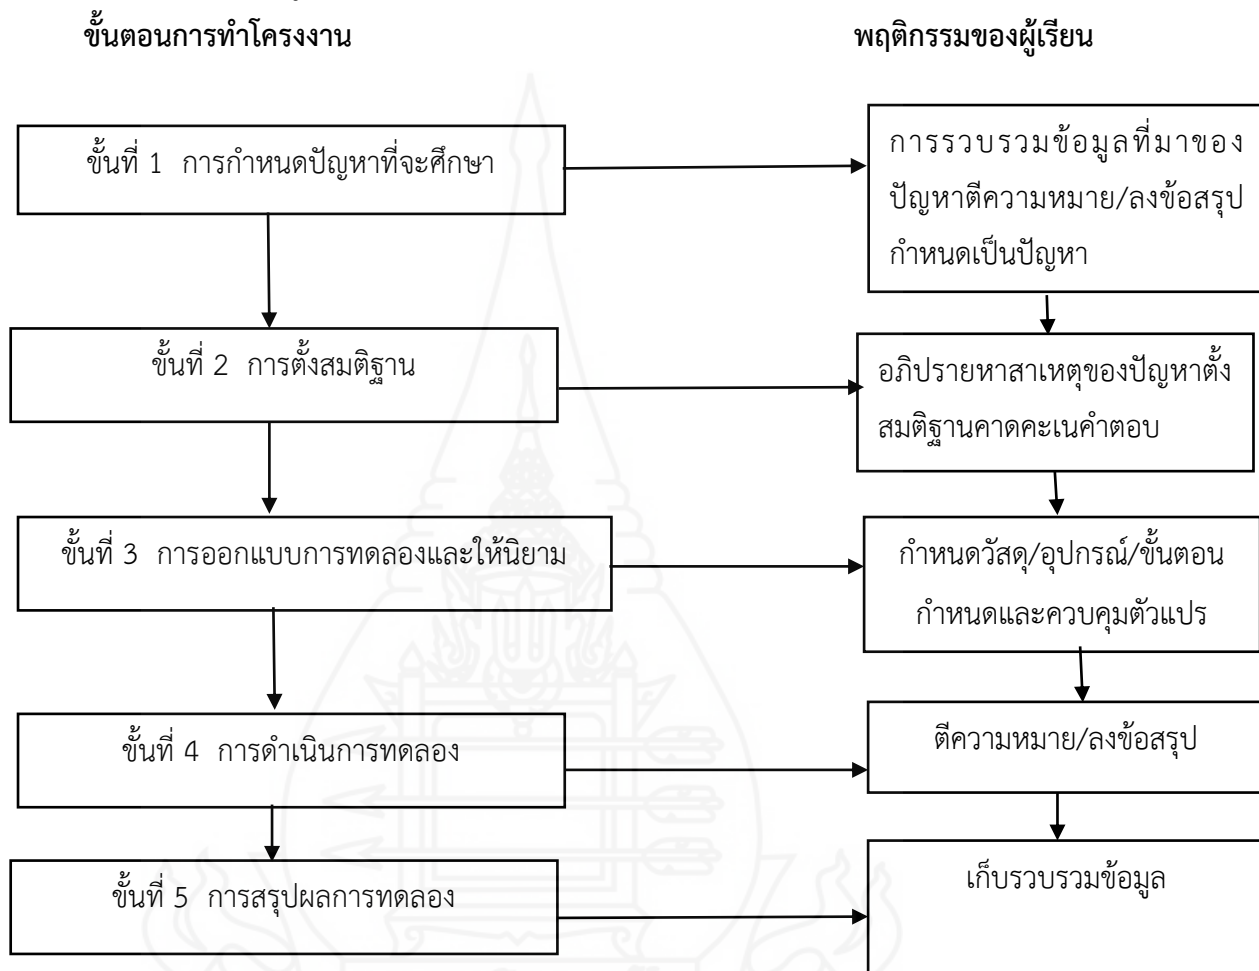 ขั้นตอนการทำโครงงาน
พฤติกรรมของผู้เรียน
ขั้นที่ 1 การกำหนดปัญหาที่จะศึกษา
การรวบรวมข้อมูลที่มาของ
ปัญหาตีความหมาย/ลงข้อสรุป
กำหนดเป็นปัญหา
ขั้นที่ 2 การตั้งสมติฐาน
อภิปรายหาสาเหตุของปัญหาตั้ง
สมติฐานคาดคะเนคำตอบ
ขั้นที่ 3 การออกแบบการทดลองและให้นิยาม
กำหนดวัสดุ/อุปกรณ์/ขั้นตอน
กำหนดและควบคุมตัวแปร
ขั้นที่ 4 การดำเนินการทดลอง
ตีความหมาย/ลงข้อสรุป
ขั้นที่ 5 การสรุปผลการทดลอง
เก็บรวบรวมข้อมูล